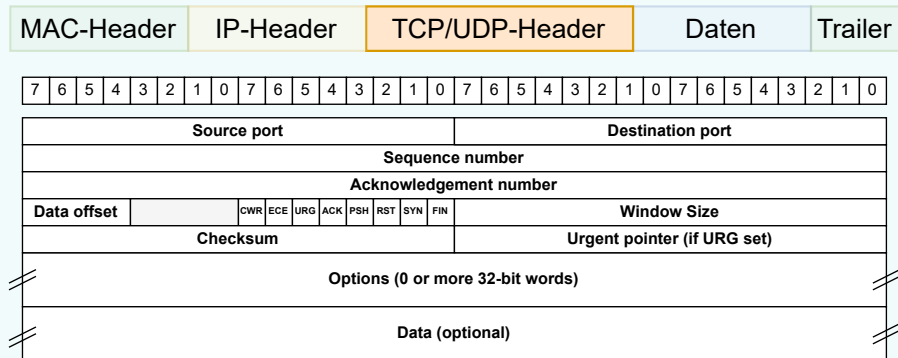 MAC-Header IP-Header TCP/UDP-Header Daten Trailer
7 6 5 4 3 2 1 0 7 6 5 4 3 2 1 0 7 6 5 4 3 2 1 0 7 6 5 4 3 2 1 0
Source port Destination port
Sequence number
Acknowledgement number
Data offset CWR ECE URG ACK PSH RST SYN FIN Window Size
Checksum Urgent pointer (if URG set)
Options (0 or more 32-bit words)
Data (optional)